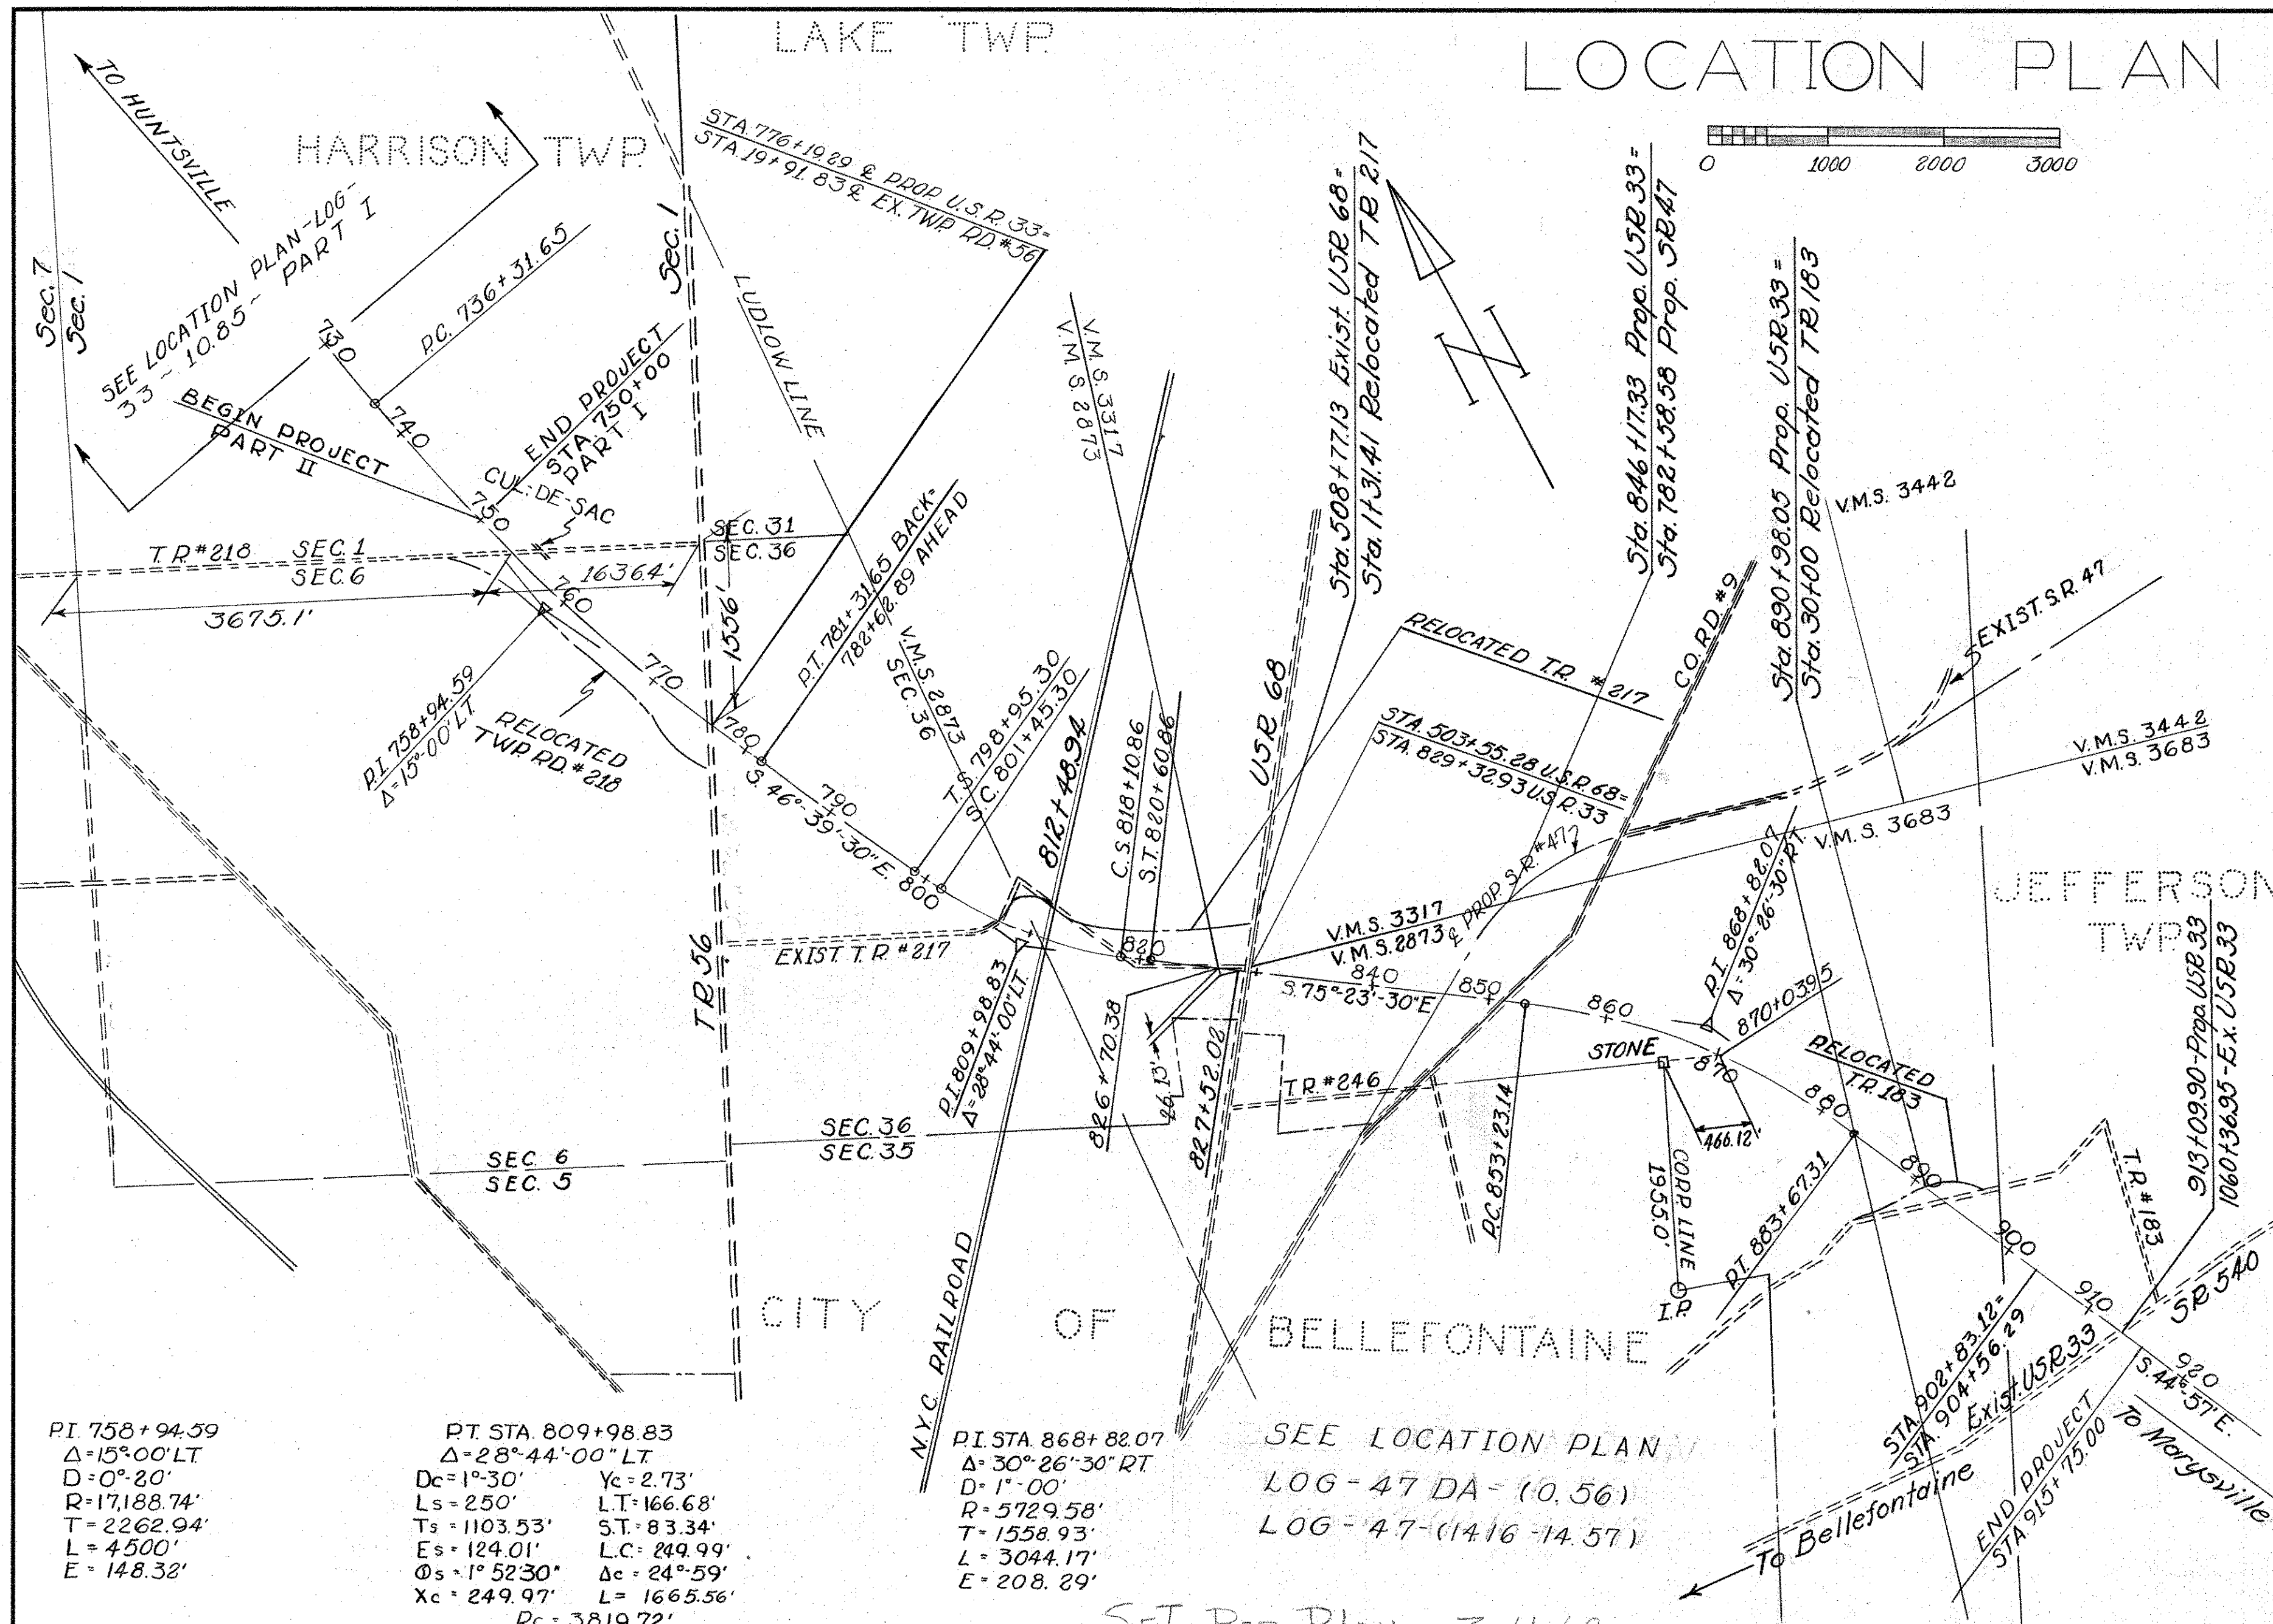 LAKE TWP.
LOCATION PLAN
0 1000 2000 3000
TO HUNTSVILLE
HARRISON TWP.
STA. 776+19.29 ℄ PROP. U.S.R. 33=
STA. 19+91.83 ℄ EX. TWP. RD. #56
Sec. 7
Sec. 1
SEE LOCATION PLAN-LOG-
33 ~ 10.85 ~ PART I
P.C. 736+31.65
Sec. 1
LUDLOW LINE
730
740
BEGIN PROJECT
PART II
END PROJECT
STA. 750+00
PART I
CUL-DE-SAC
750
T.R. #218
SEC. 1
SEC. 6
SEC. 31
SEC. 36
3675.1'
1636.4'
1556'
760
770
780
P.I. 758+94.59
Δ=15°-00' LT.
RELOCATED
TWP. RD. #218
P.T. 781+31.65 BACK=
782+62.89 AHEAD
V.M.S. 2873
SEC. 36
S. 46°-39'-30" E.
790
800
T.S. 798+95.30
S.C. 801+45.30
812+48.94
V.M.S. 3317
V.M.S. 2873
C.S. 818+10.86
S.T. 820+60.86
820
Sta. 508+77.13 Exist. USR 68=
Sta. 11+31.41 Relocated TR 217
N
USR 68
Sta. 846+17.33 Prop. USR 33=
Sta. 782+58.58 Prop. SR 47
Sta. 890+98.05 Prop. USR 33=
Sta. 30+00 Relocated TR. 183
V.M.S. 3442
EXIST. S.R. 47
RELOCATED T.R. #217
CO. RD. #9
STA. 503+55.28 U.S.R. 68=
STA. 829+32.93 U.S.R. 33
V.M.S. 3442
V.M.S. 3683
V.M.S. 3683
℄ PROP. S.R. #47
V.M.S. 3317
V.M.S. 2873
JEFFERSON
TWP.
TR 56
EXIST. T.R. #217
P.I. 809+98.83
Δ=28°-44'-00" LT.
840
S. 75°-23'-30" E
850
860
P.I. 868+82.07
Δ=30°-26'-30" RT.
870+03.95
870
STONE
RELOCATED
T.R. 183
826+70.38
26.13'
827+52.02
T.R. #246
P.C. 853+23.14
466.12'
880
890
900
910
920
CORP. LINE
1955.0'
I.P.
P.T. 883+67.31
T.R. #183
913+09.90-Prop. USR 33
1060+36.95-Ex. USR 33
SEC. 36
SEC. 35
SEC. 6
SEC. 5
N.Y.C. RAILROAD
CITY OF BELLEFONTAINE
SR 540
STA. 902+83.12=
STA. 904+56.29
Exist. USR 33
S. 44°-57' E.
To Marysville
END PROJECT
STA. 915+75.00
To Bellefontaine
P.I. 758+94.59
Δ=15°00' LT.
D=0°-20'
R=17,188.74'
T=2262.94'
L=4500'
E=148.32'
P.T. STA. 809+98.83
Δ=28°-44'-00" LT.
Dc=1°-30' Yc=2.73'
Ls=250' L.T.=166.68'
Ts=1103.53' S.T.=83.34'
Es=124.01' L.C.=249.99'
Θs=1°52'30" Δc=24°-59'
Xc=249.97' L=1665.56'
Rc=3819.72'
P.I. STA. 868+82.07
Δ=30°-26'-30" RT.
D=1°-00'
R=5729.58'
T=1558.93'
L=3044.17'
E=208.29'
SEE LOCATION PLAN
LOG-47 DA-(0.56)
LOG-47-(14.16-14.57)